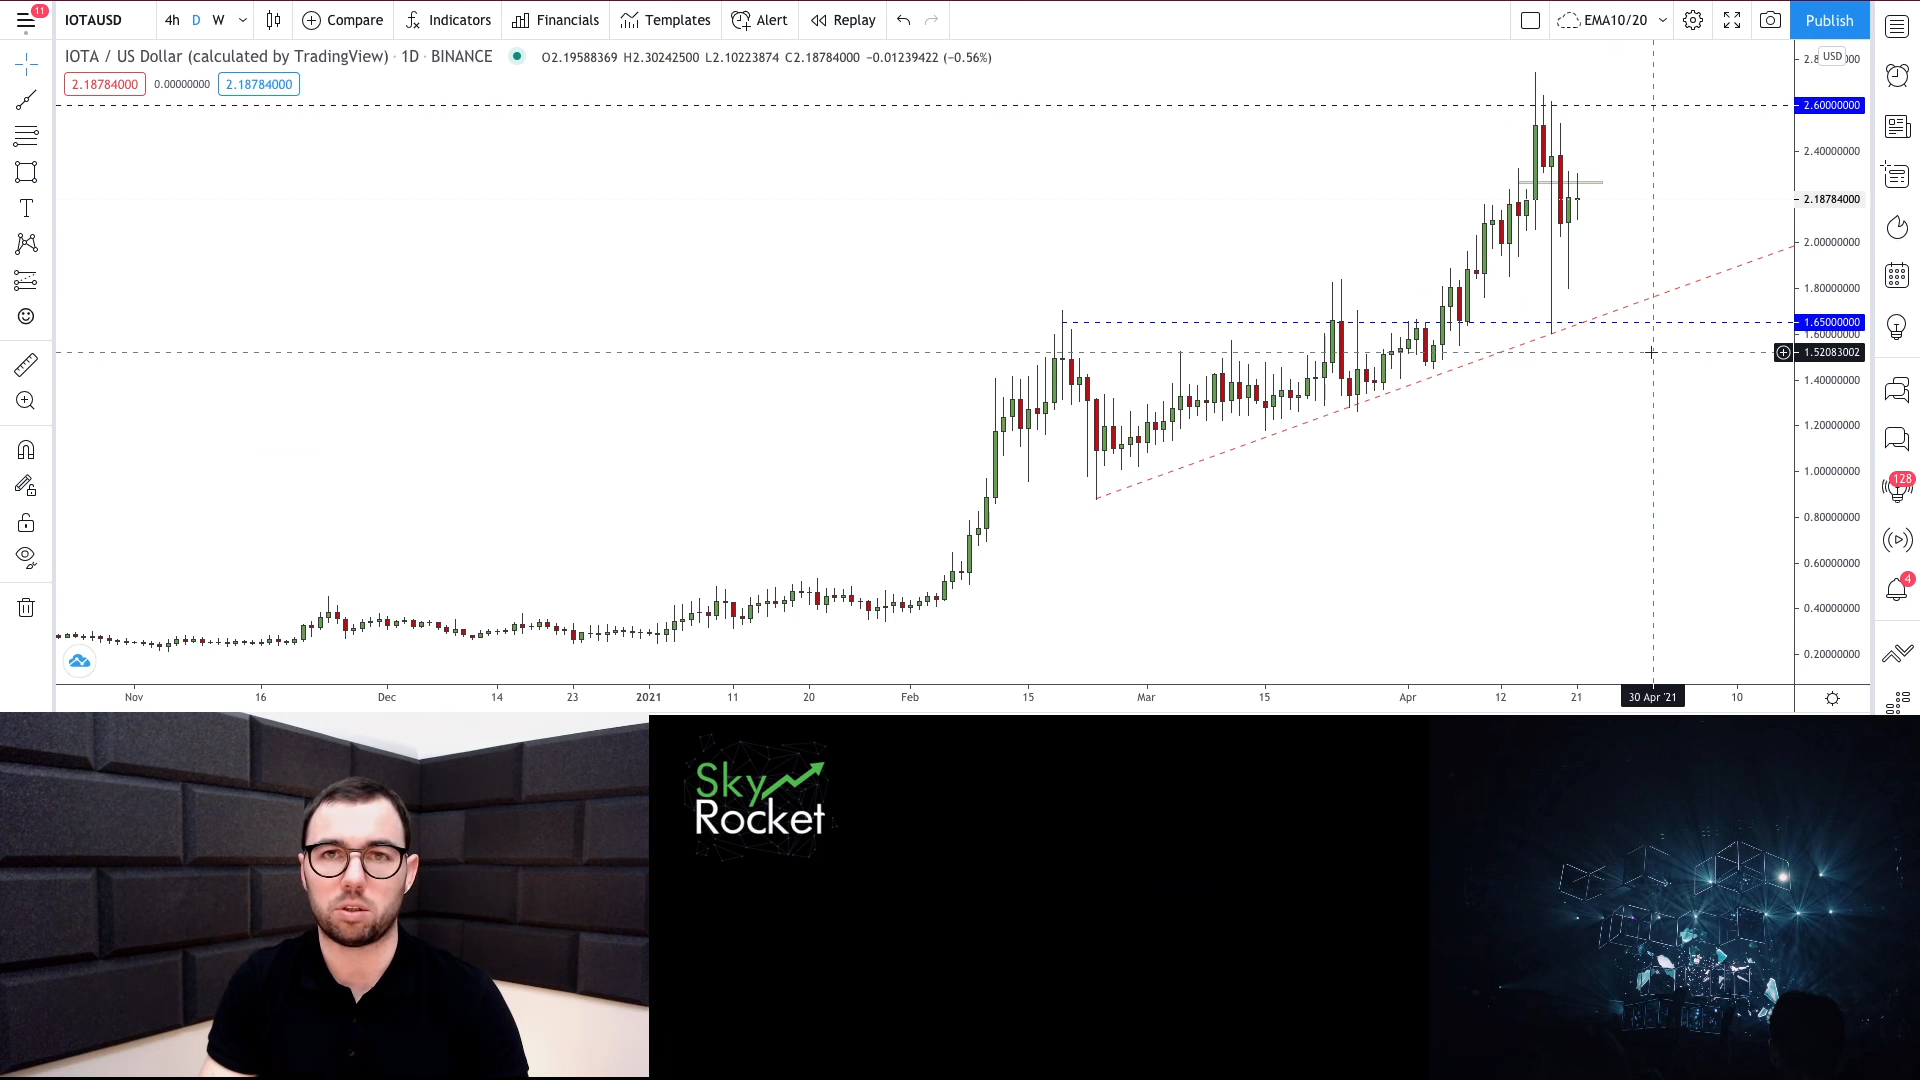 11
IOTAUSD 4h D W Compare Indicators Financials Templates Alert Replay EMA10/20 Publish
IOTA / US Dollar (calculated by TradingView) · 1D · BINANCE O2.19588369 H2.30242500 L2.10223874 C2.18784000 −0.01239422 (−0.56%)
2.18784000 0.00000000 2.18784000
USD
2.60000000
2.40000000
2.18784000
2.00000000
1.80000000
1.65000000
1.52083002
1.40000000
1.20000000
1.00000000
0.80000000
0.60000000
0.40000000
0.20000000
128
4
Nov 16 Dec 14 23 2021 11 20 Feb 15 Mar 15 Apr 12 21 30 Apr '21 10
Sky
Rocket